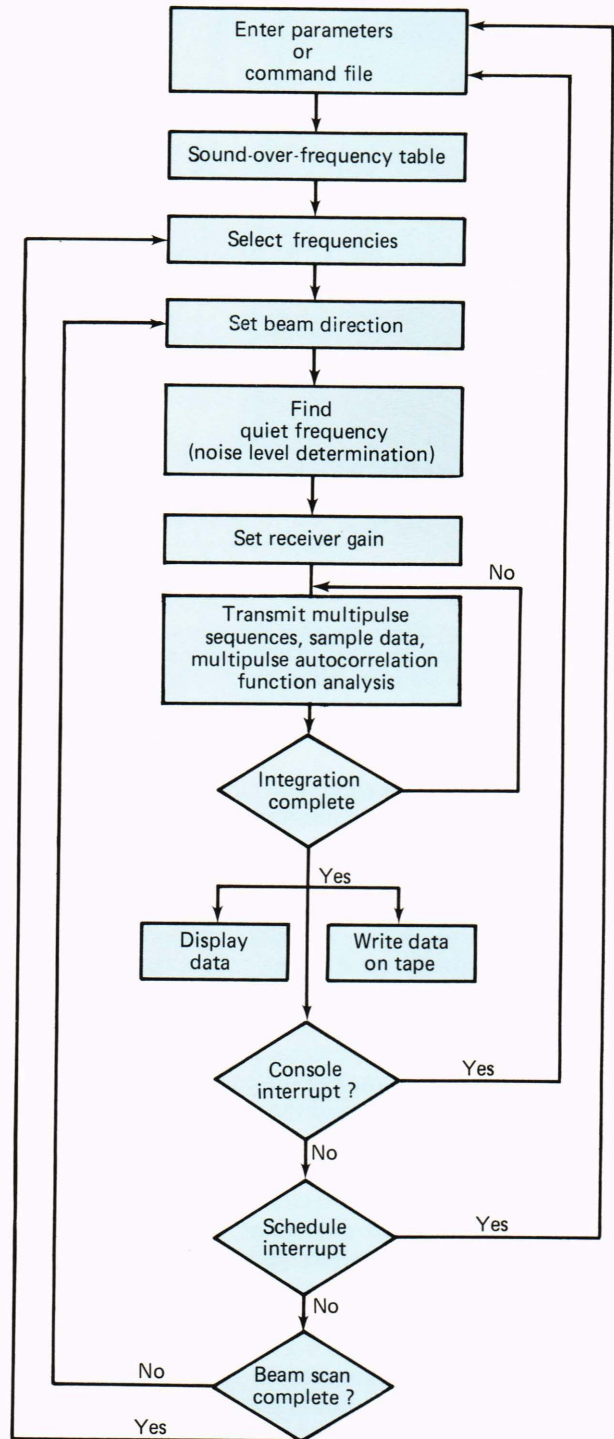 Enter parameters
or
command file
Sound-over-frequency table
Select frequencies
Set beam direction
Find
quiet frequency
(noise level determination)
Set receiver gain
No
Transmit multipulse
sequences, sample data,
multipulse autocorrelation
function analysis
Integration
complete
Yes
Display
data
Write data
on tape
Console
interrupt ?
Yes
No
Schedule
interrupt
Yes
No
Beam scan
complete ?
No
Yes